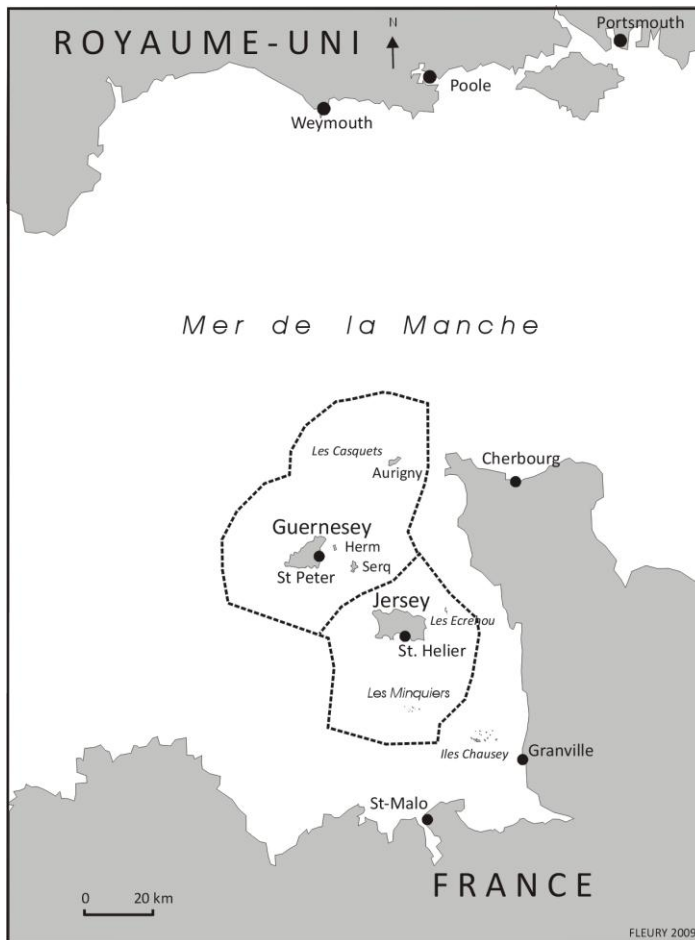 Portsmouth
ROYAUME-UNI
N
Poole
Weymouth
Mer de la Manche
Les Casquets
Aurigny
Cherbourg
Guernesey
Herm
Serq
St Peter
Jersey
Les Ecrehou
St. Helier
Les Minquiers
Iles Chausey
Granville
St-Malo
0 20 km
FRANCE
FLEURY 2009